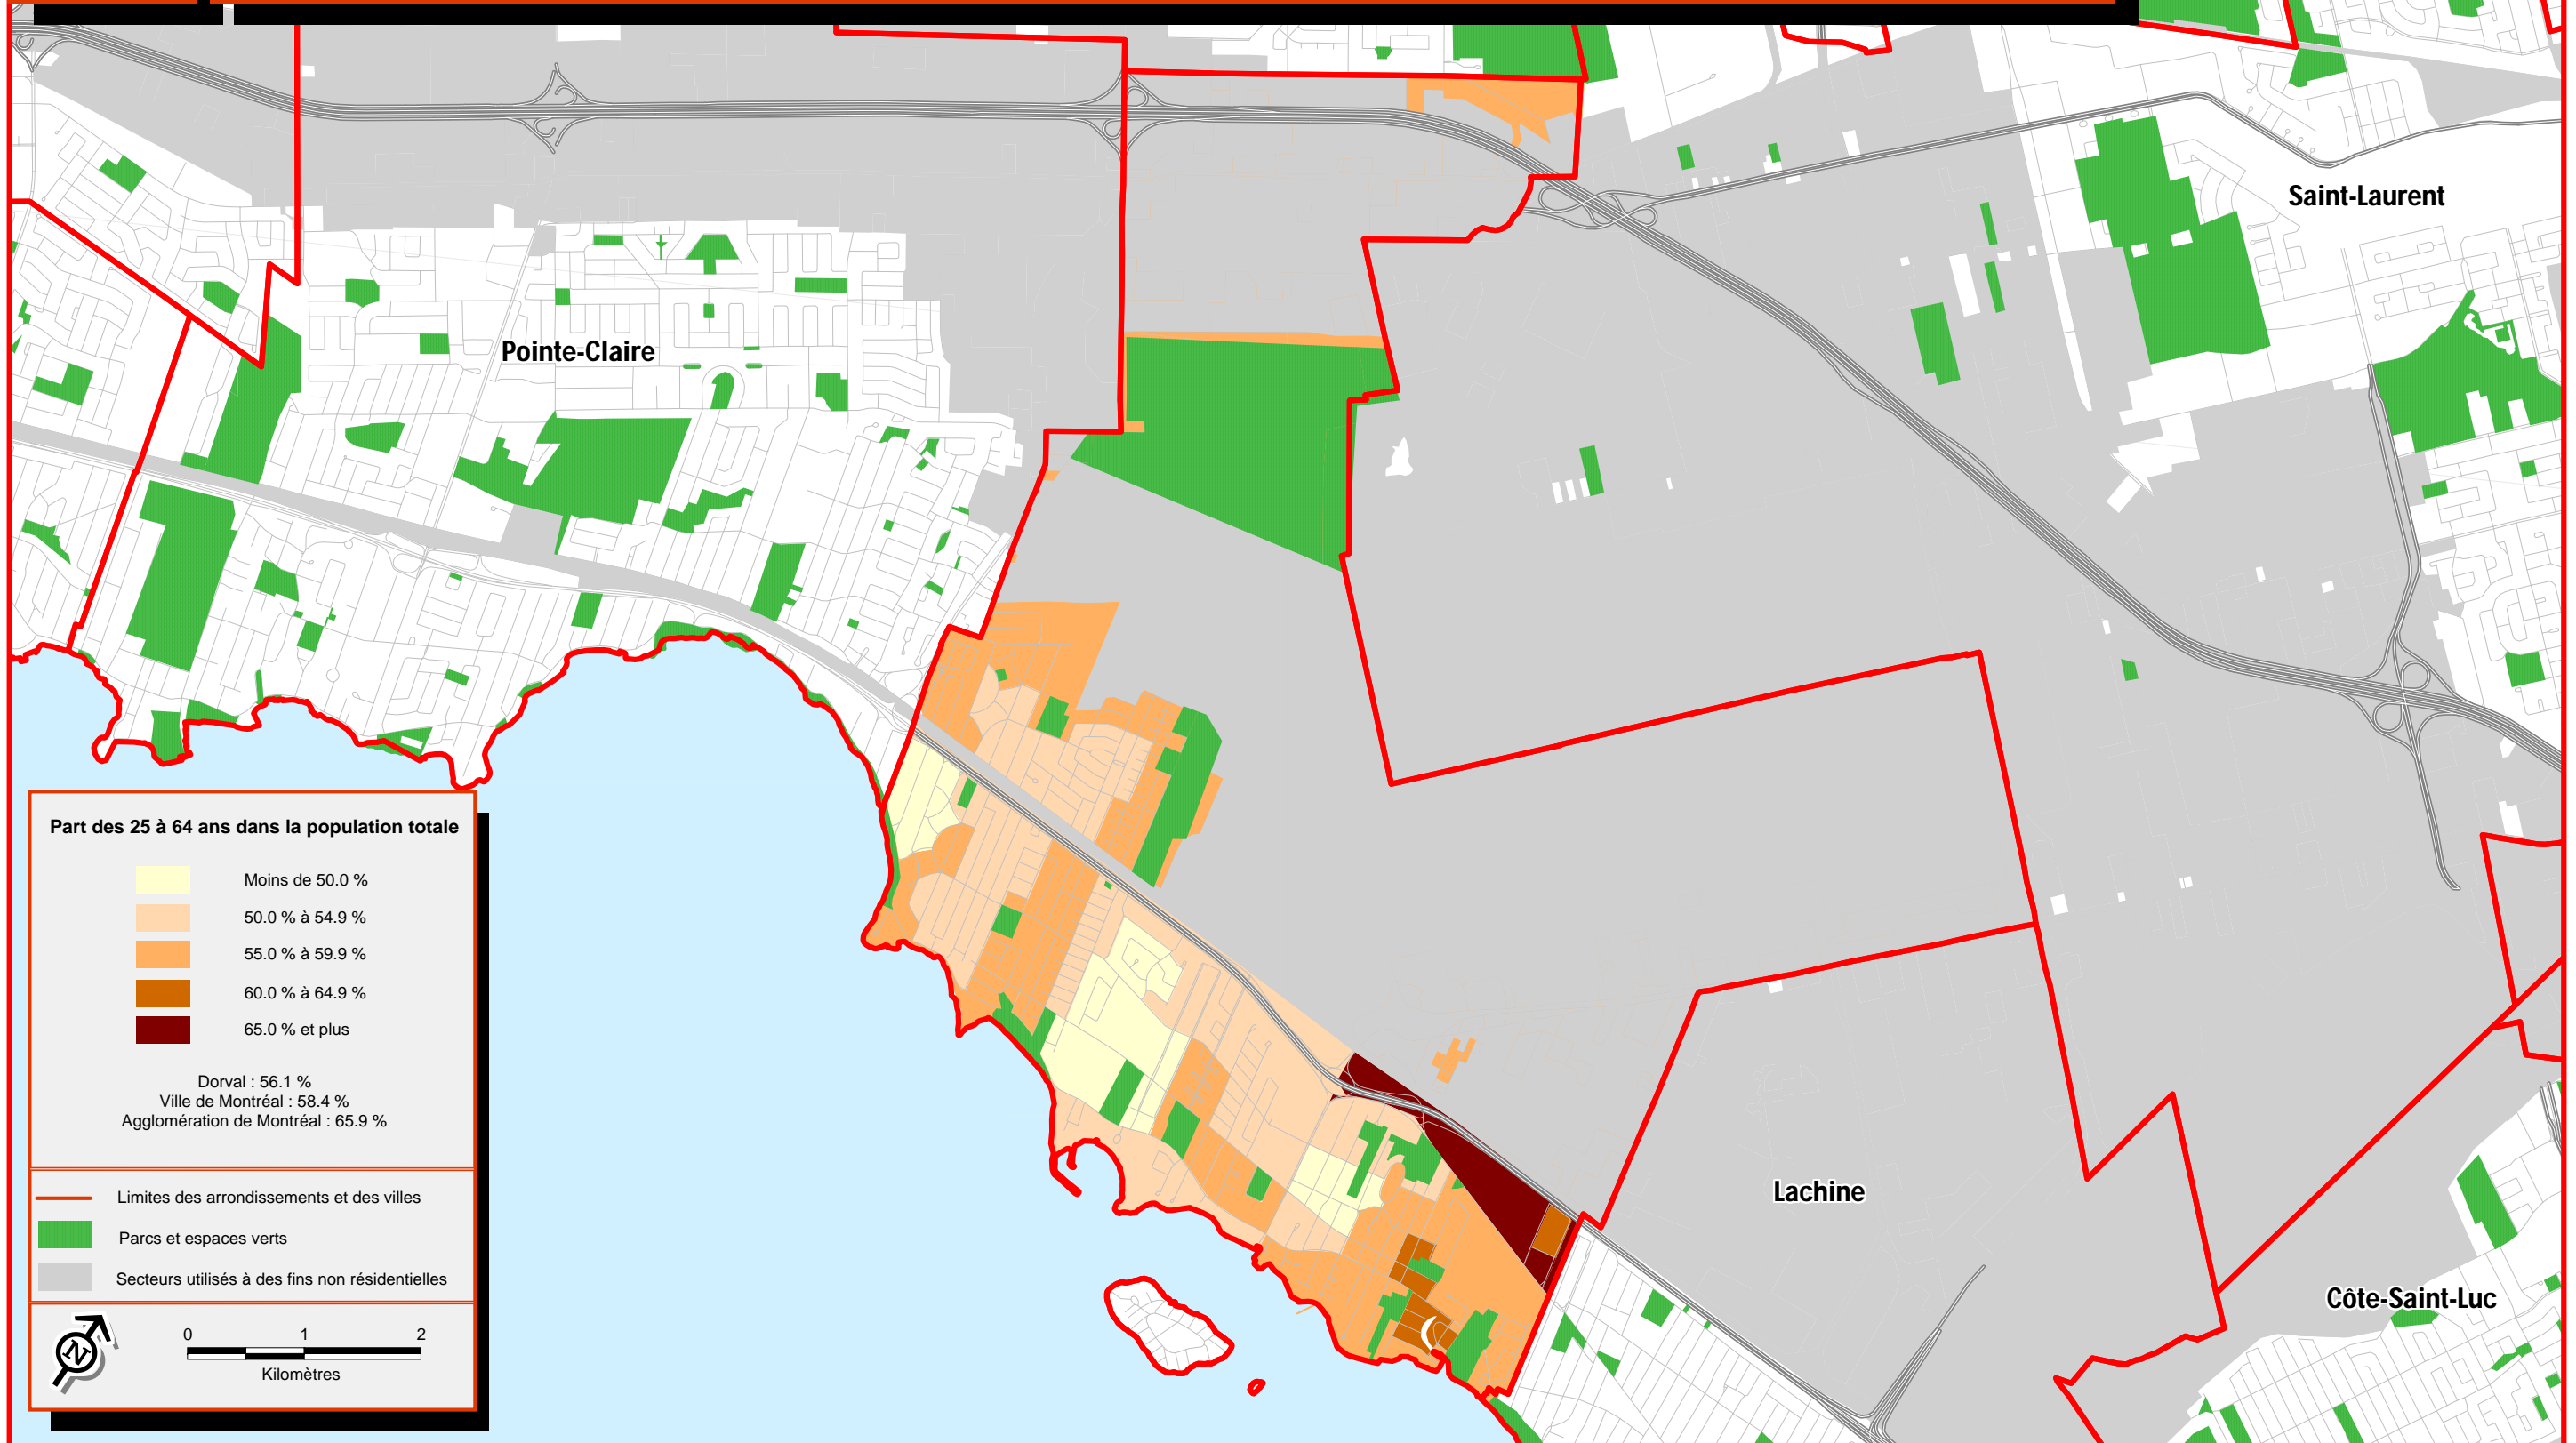 Saint-Laurent
Pointe-Claire
Part des 25 à 64 ans dans la population totale
Moins de 50.0 %
50.0 % à 54.9 %
55.0 % à 59.9 %
60.0 % à 64.9 %
65.0 % et plus
Dorval : 56.1 %
Ville de Montréal : 58.4 %
Agglomération de Montréal : 65.9 %
Lachine
Limites des arrondissements et des villes
Parcs et espaces verts
Secteurs utilisés à des fins non résidentielles
Côte-Saint-Luc
N
0 1 2
Kilomètres